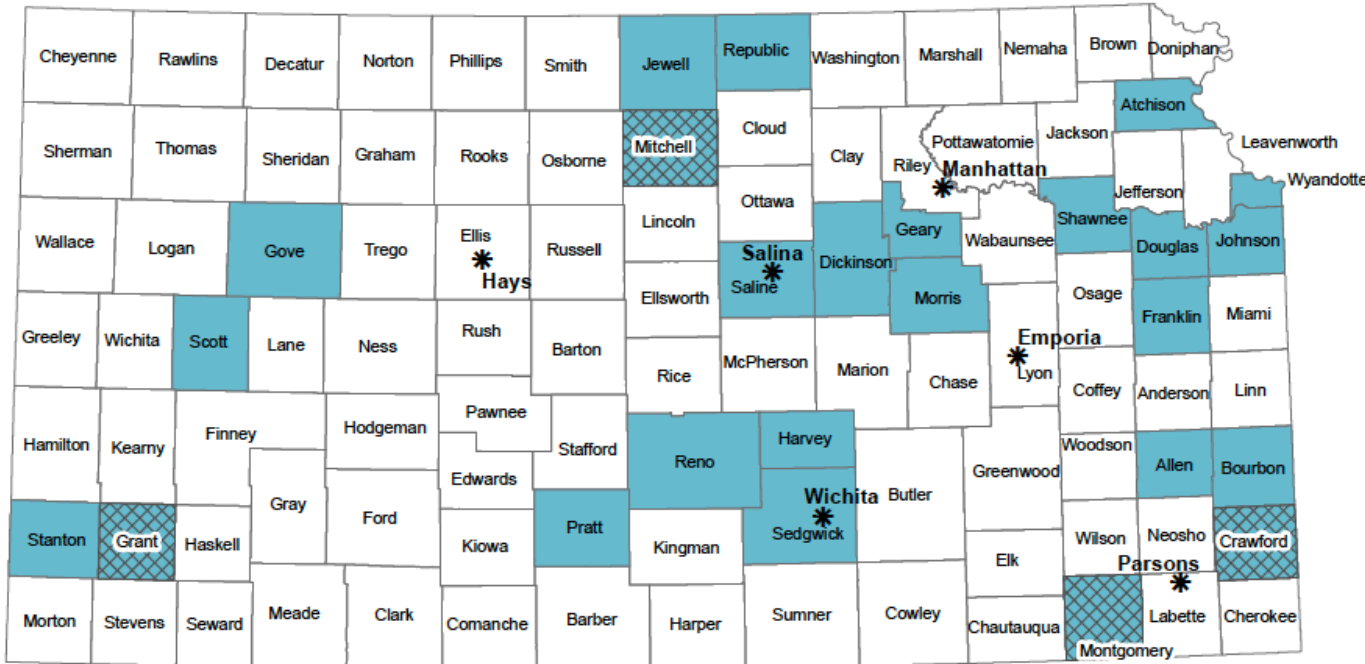 Cheyenne
Rawlins
Decatur
Norton
Phillips
Smith
Jewell
Republic
Washington
Marshall
Nemaha
Brown
Doniphan
Atchison
Sherman
Thomas
Sheridan
Graham
Rooks
Osborne
Mitchell
Cloud
Clay
Riley
Pottawatomie
Manhattan
Jackson
Jefferson
Leavenworth
Wyandotte
Wallace
Logan
Gove
Trego
Ellis
Hays
Russell
Lincoln
Ottawa
Salina
Saline
Dickinson
Geary
Wabaunsee
Shawnee
Douglas
Johnson
Ellsworth
Morris
Osage
Franklin
Miami
Greeley
Wichita
Scott
Lane
Ness
Rush
Barton
Rice
McPherson
Marion
Chase
Emporia
Lyon
Coffey
Anderson
Linn
Hamilton
Kearny
Finney
Hodgeman
Pawnee
Stafford
Reno
Harvey
Butler
Greenwood
Woodson
Allen
Bourbon
Edwards
Gray
Ford
Wichita
Sedgwick
Stanton
Grant
Haskell
Kiowa
Pratt
Kingman
Elk
Wilson
Neosho
Crawford
Parsons
Morton
Stevens
Seward
Meade
Clark
Comanche
Barber
Harper
Sumner
Cowley
Chautauqua
Montgomery
Labette
Cherokee